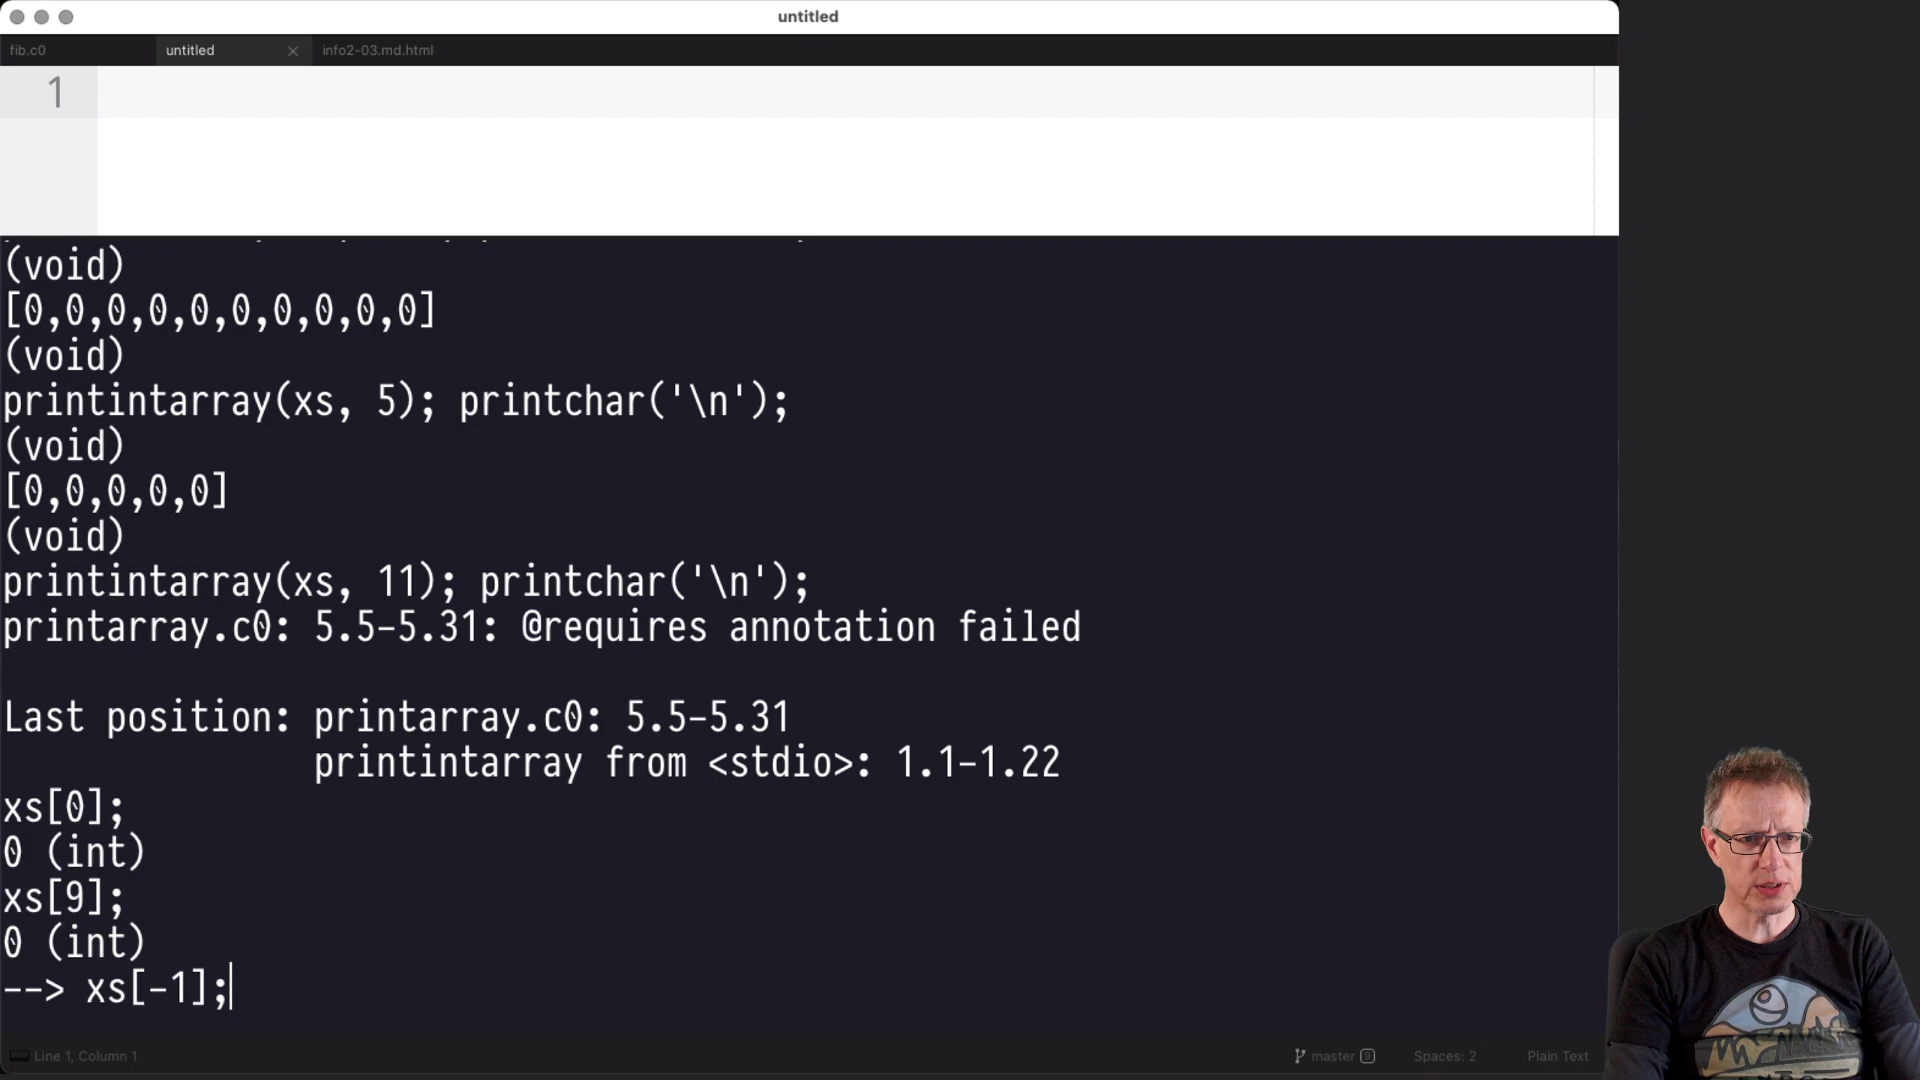 untitled
fib.c0
untitled
info2-03.md.html
1
(void)
[0,0,0,0,0,0,0,0,0,0]
(void)
printintarray(xs, 5); printchar('\n');
(void)
[0,0,0,0,0]
(void)
printintarray(xs, 11); printchar('\n');
printarray.c0: 5.5-5.31: @requires annotation failed
Last position: printarray.c0: 5.5-5.31
printintarray from <stdio>: 1.1-1.22
xs[0];
0 (int)
xs[9];
0 (int)
--> xs[-1];
Line 1, Column 1
master 9
Spaces: 2
Plain Text